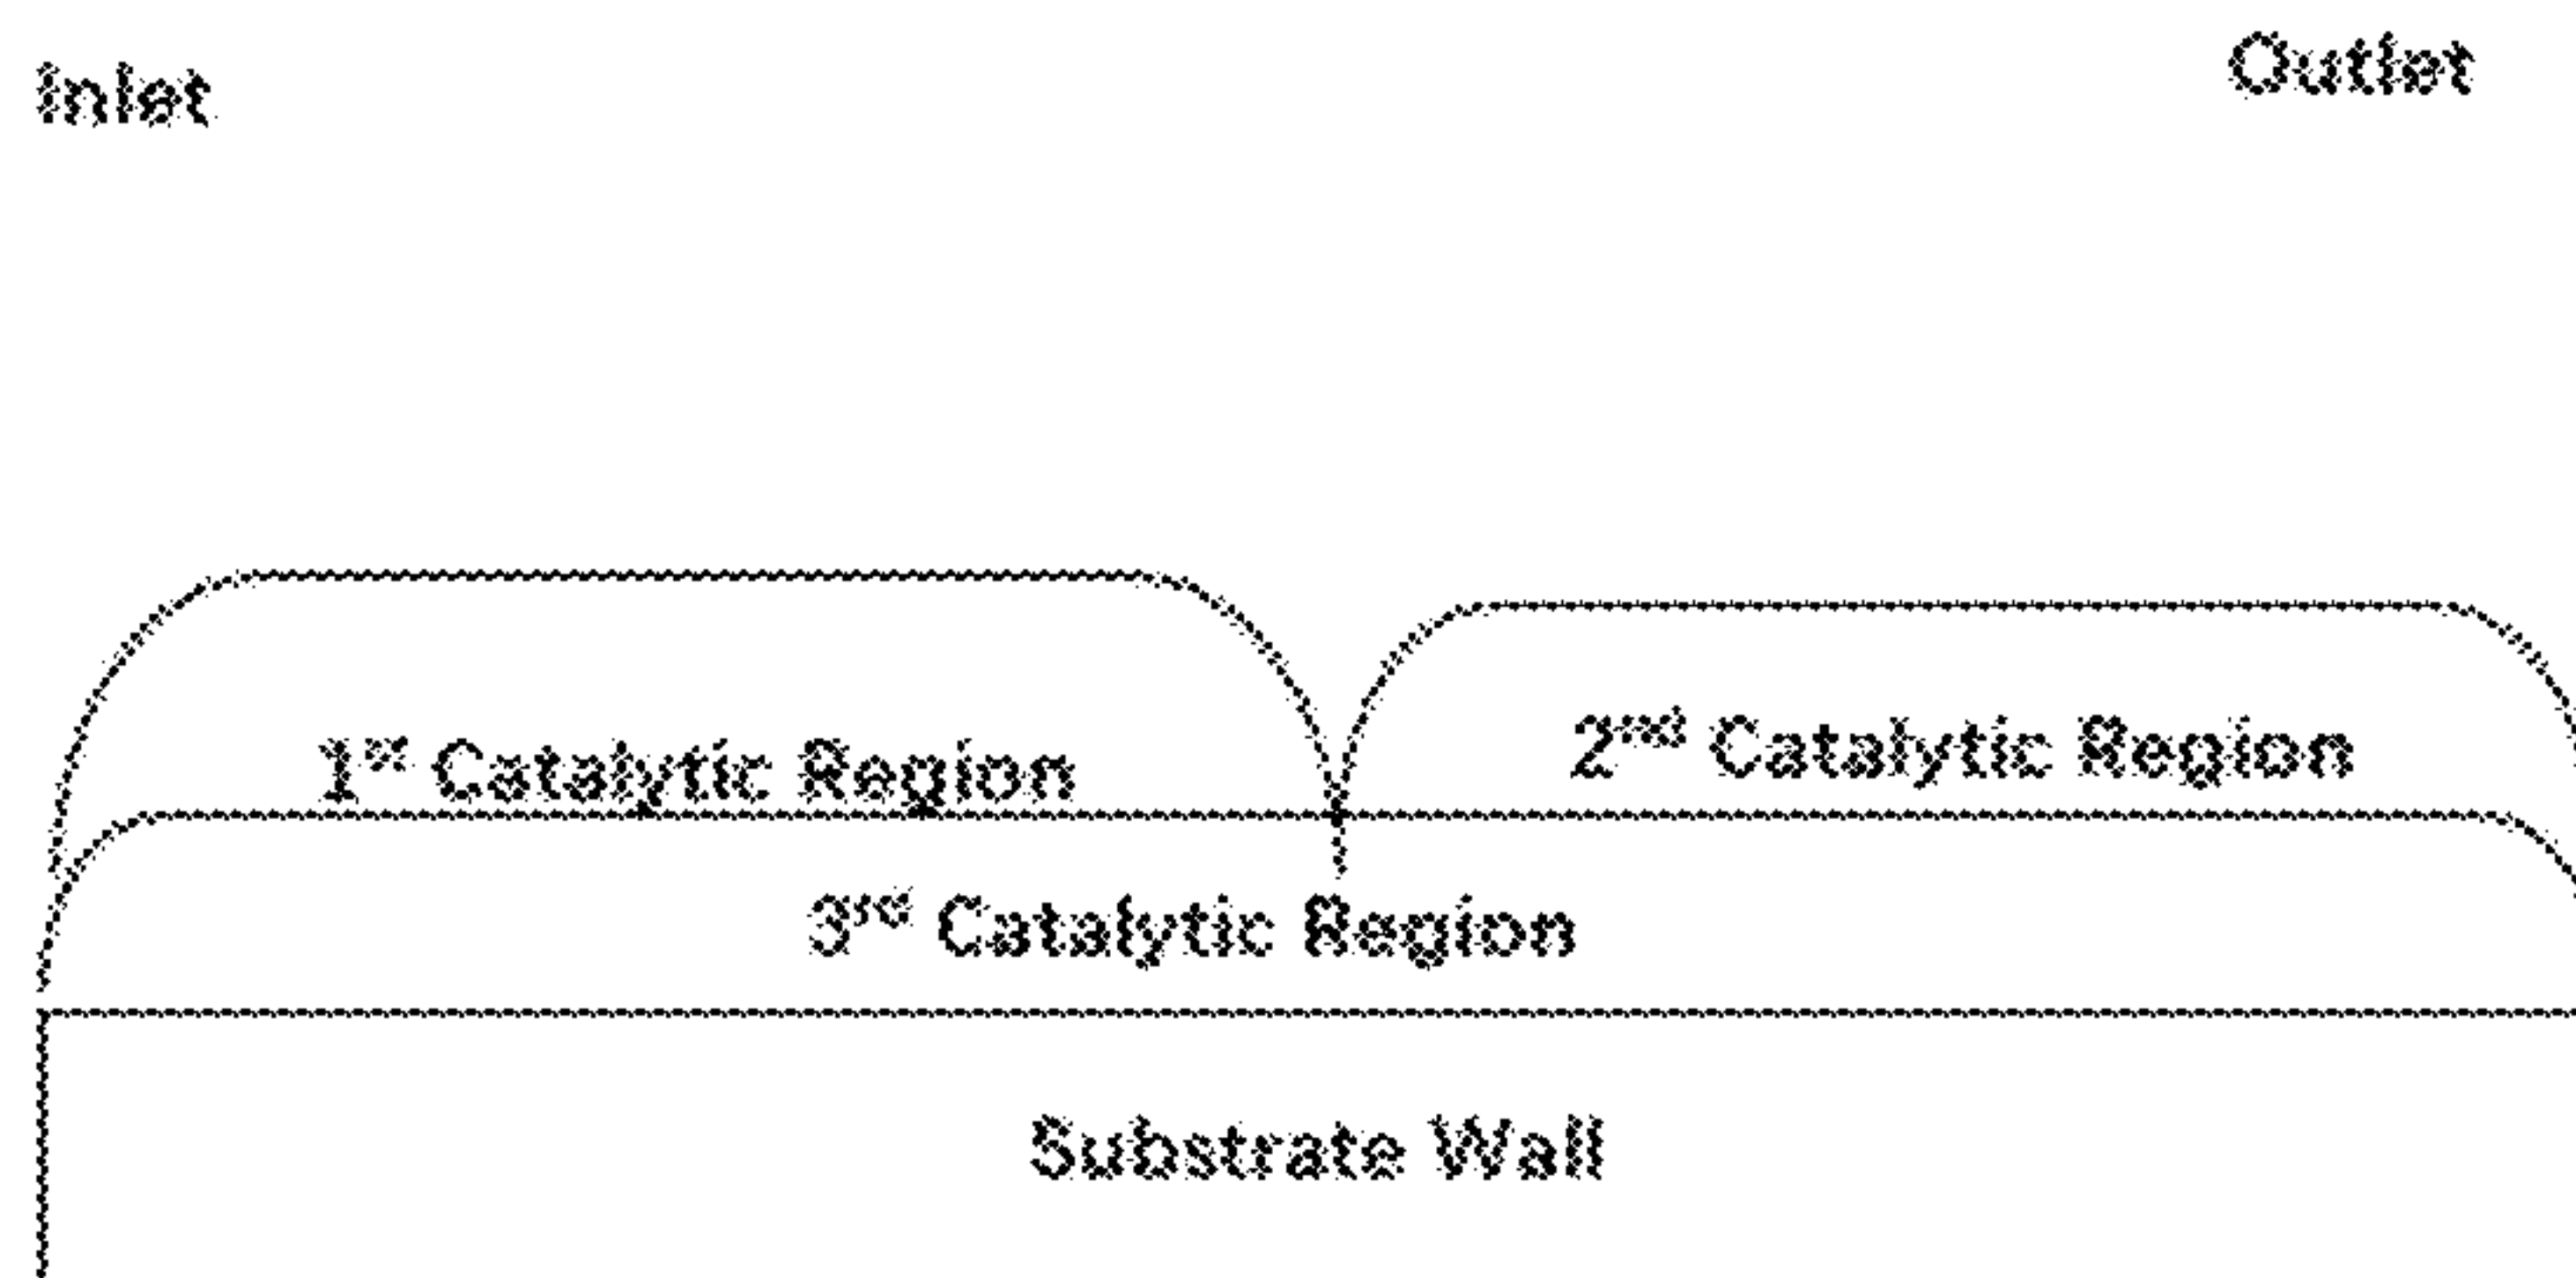 Inlet
Outlet
1st Catalytic Region
2nd Catalytic Region
3rd Catalytic Region
Substrate Wall